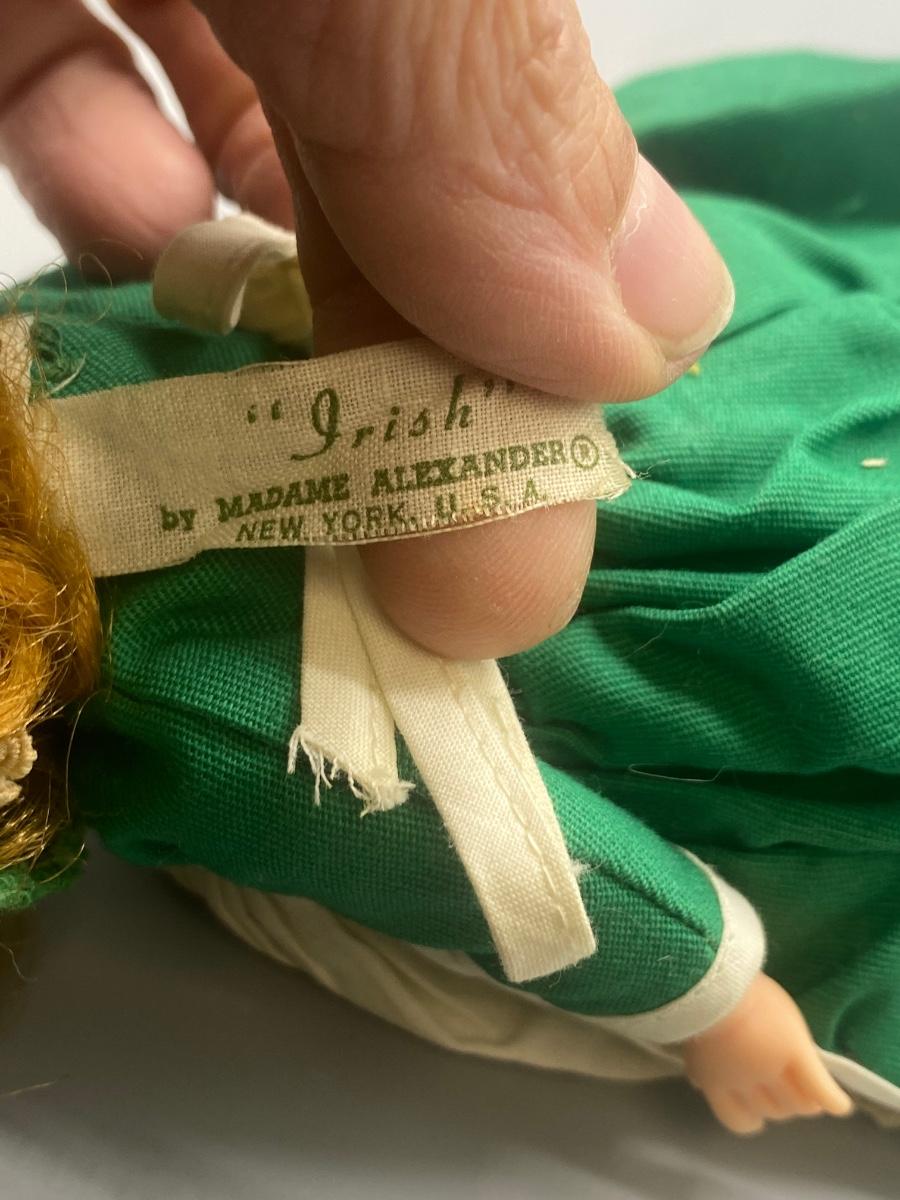 "Irish"
by MADAME ALEXANDER®
NEW YORK, U.S.A.